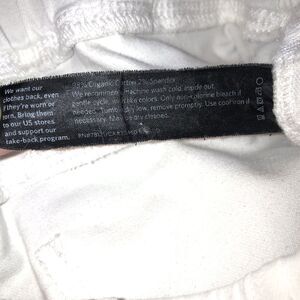 We want our
clothes back, even
if they're worn or
torn. Bring them
to our US stores
and support our
take-back program.
98% Organic Cotton 2% Spandex
We recommend machine wash cold, inside out,
gentle cycle, w/ like colors. Only non-chlorine bleach if
needed. Tumble dry low, remove promptly. Use cool iron if
necessary. May be dry cleaned.